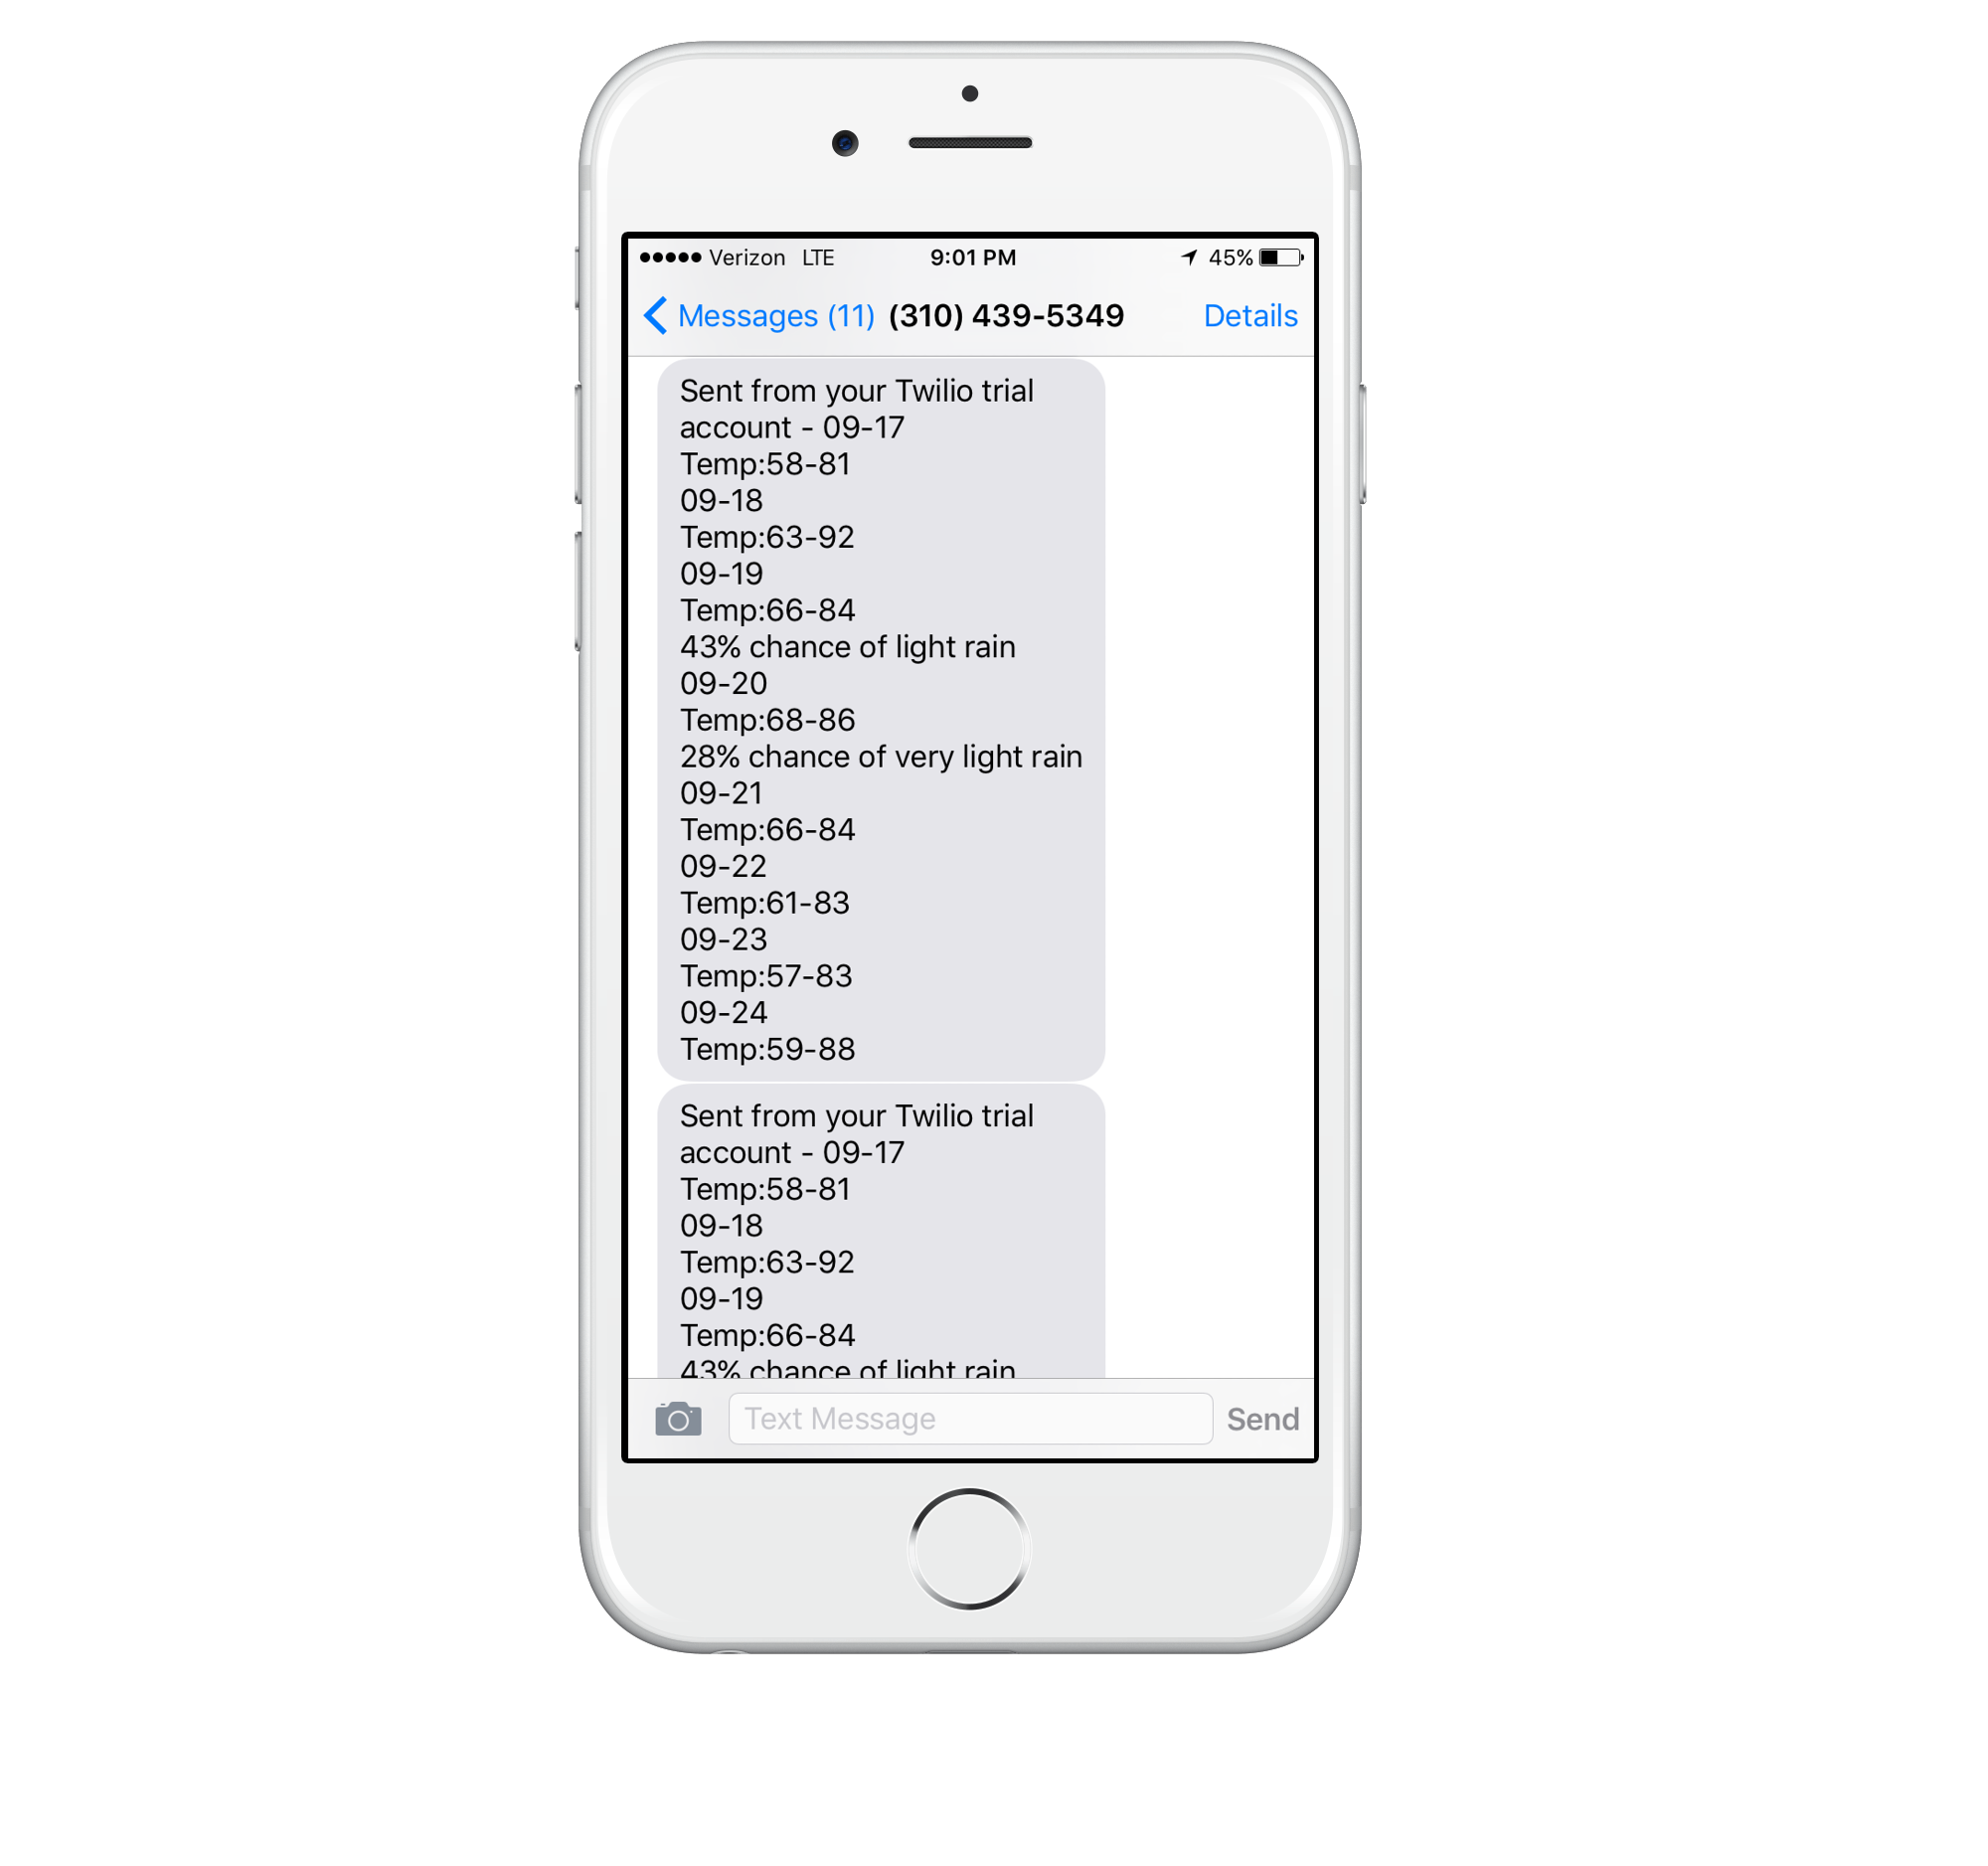 Verizon LTE 9:01 PM 45%
Messages (11) (310) 439-5349 Details
Sent from your Twilio trial
account - 09-17
Temp:58-81
09-18
Temp:63-92
09-19
Temp:66-84
43% chance of light rain
09-20
Temp:68-86
28% chance of very light rain
09-21
Temp:66-84
09-22
Temp:61-83
09-23
Temp:57-83
09-24
Temp:59-88
Sent from your Twilio trial
account - 09-17
Temp:58-81
09-18
Temp:63-92
09-19
Temp:66-84
43% chance of light rain
Text Message Send